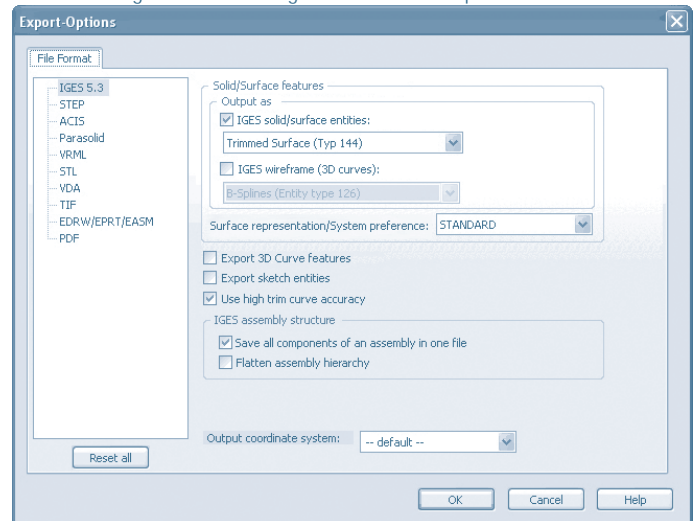 Export-Options
File Format
IGES 5.3
STEP
ACIS
Parasolid
VRML
STL
VDA
TIF
EDRW/EPRT/EASM
PDF
Reset all
Solid/Surface features
Output as
IGES solid/surface entities:
Trimmed Surface (Typ 144)
IGES wireframe (3D curves):
B-Splines (Entity type 126)
Surface representation/System preference: STANDARD
Export 3D Curve features
Export sketch entities
Use high trim curve accuracy
IGES assembly structure
Save all components of an assembly in one file
Flatten assembly hierarchy
Output coordinate system: -- default --
OK Cancel Help